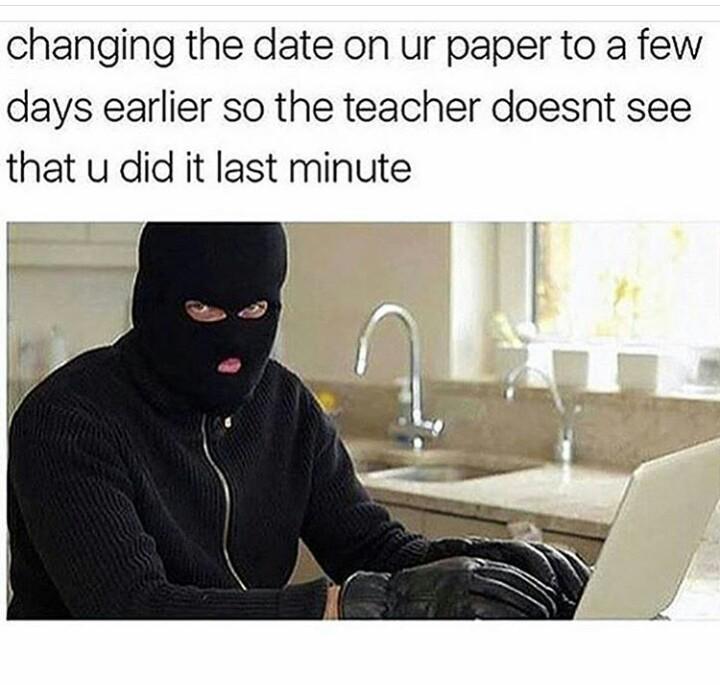 changing the date on ur paper to a few
days earlier so the teacher doesnt see
that u did it last minute